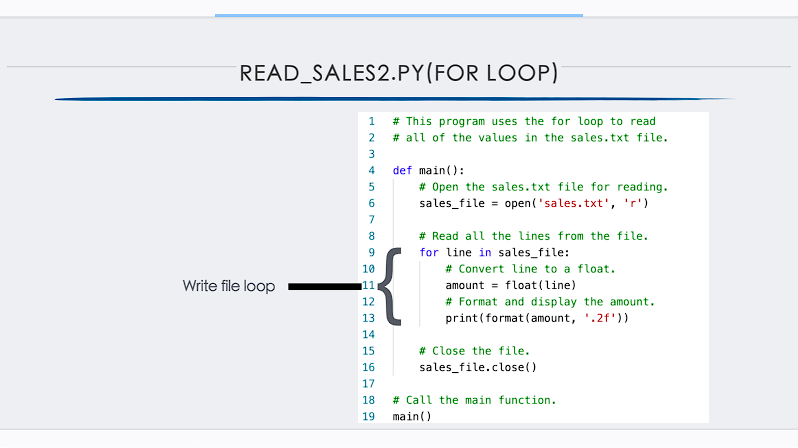 READ_SALES2.PY(FOR LOOP)
1 # This program uses the for loop to read
2 # all of the values in the sales.txt file.
3
4 def main():
5     # Open the sales.txt file for reading.
6     sales_file = open('sales.txt', 'r')
7
8     # Read all the lines from the file.
9     for line in sales_file:
10         # Convert line to a float.
Write file loop
11         amount = float(line)
12         # Format and display the amount.
13         print(format(amount, '.2f'))
14
15     # Close the file.
16     sales_file.close()
17
18 # Call the main function.
19 main()